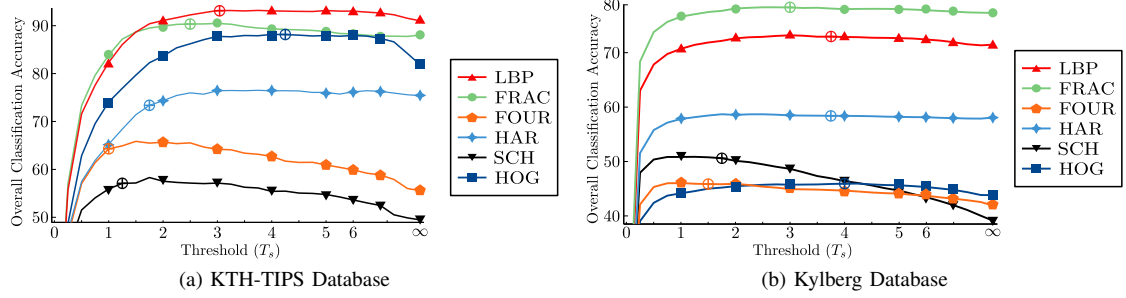 Overall Classification Accuracy
90
80
70
60
50
0 1 2 3 4 5 6 ∞
Threshold (Tₛ)
LBP
FRAC
FOUR
HAR
SCH
HOG
(a) KTH-TIPS Database
Overall Classification Accuracy
80
70
60
50
40
0 1 2 3 4 5 6 ∞
Threshold (Tₛ)
LBP
FRAC
FOUR
HAR
SCH
HOG
(b) Kylberg Database